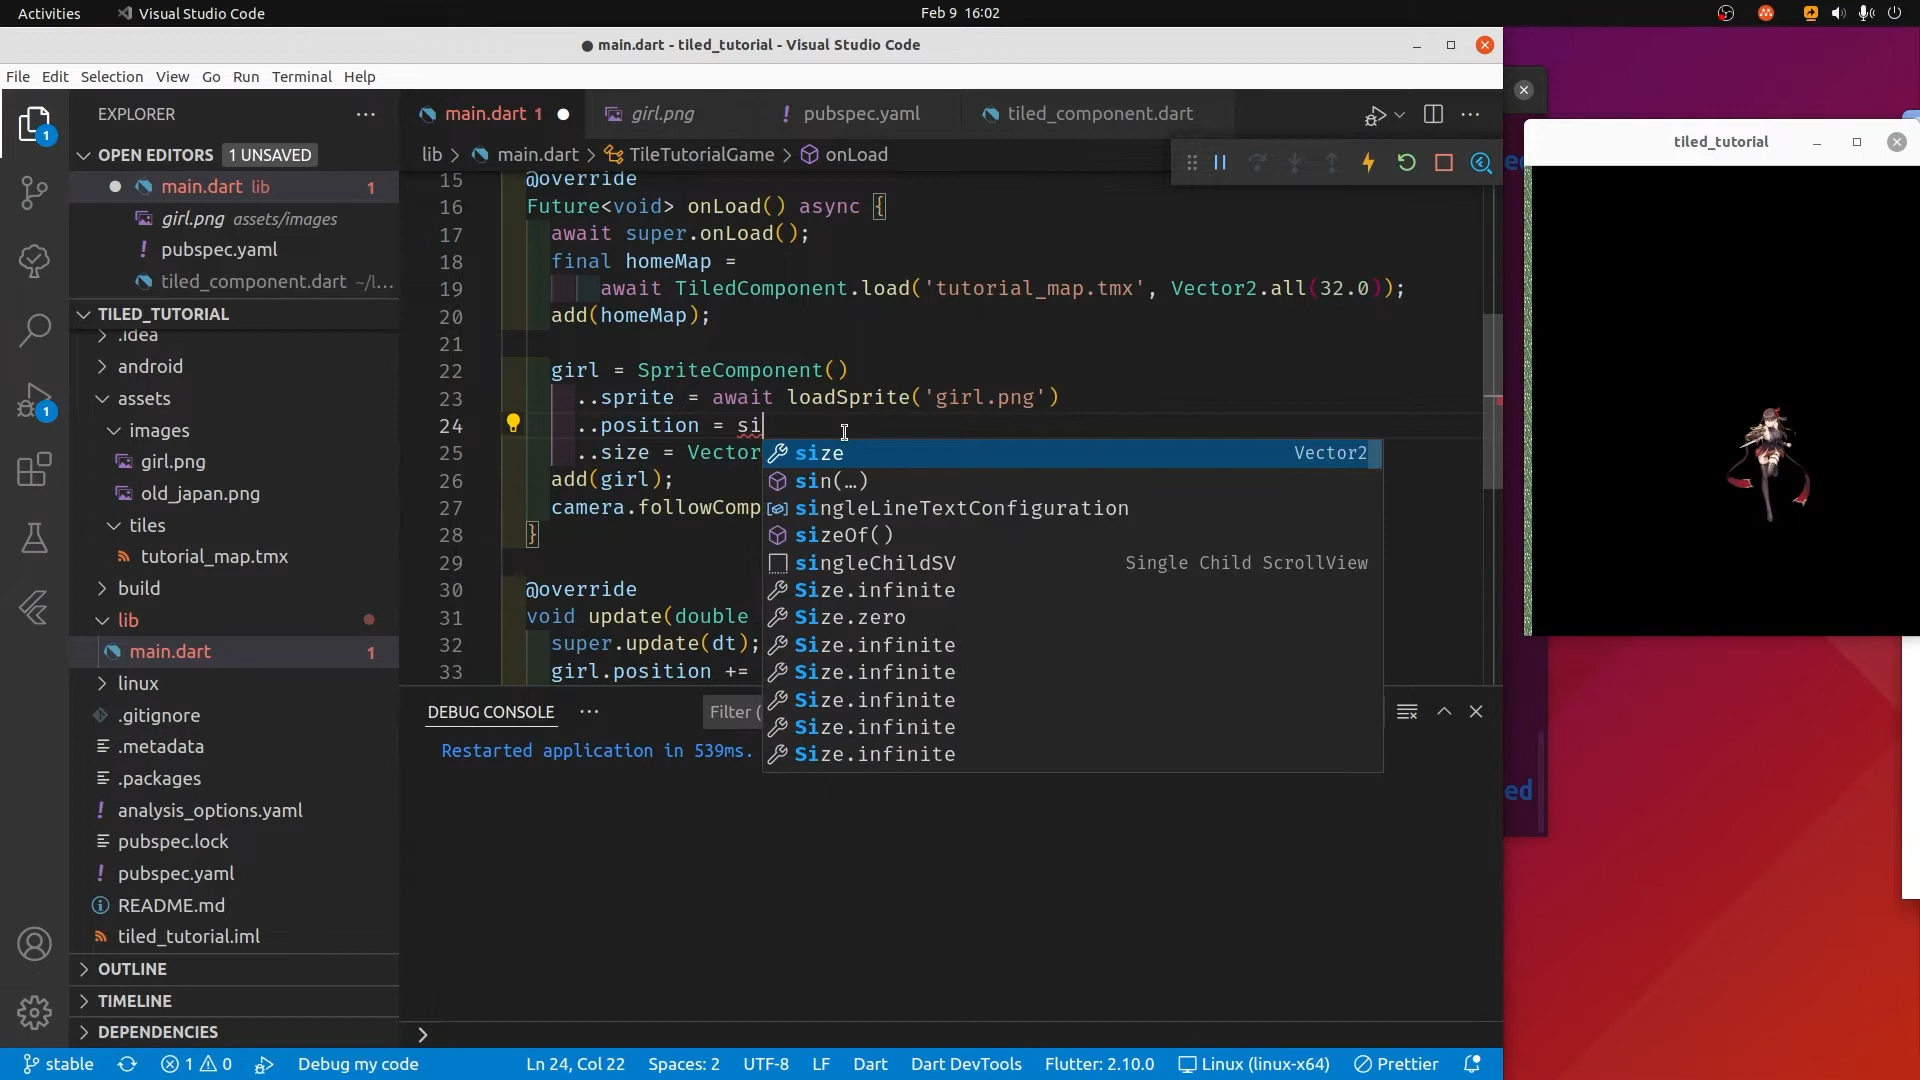 Activities
Visual Studio Code
Feb 9 16:02
● main.dart - tiled_tutorial - Visual Studio Code
File Edit Selection View Go Run Terminal Help
EXPLORER
main.dart 1
girl.png
pubspec.yaml
tiled_component.dart
OPEN EDITORS 1 UNSAVED
main.dart lib 1
girl.png assets/images
pubspec.yaml
tiled_component.dart ~/l...
TILED_TUTORIAL
.idea
android
assets
images
girl.png
old_japan.png
tiles
tutorial_map.tmx
build
lib
main.dart 1
linux
.gitignore
.metadata
.packages
analysis_options.yaml
pubspec.lock
pubspec.yaml
README.md
tiled_tutorial.iml
OUTLINE
TIMELINE
DEPENDENCIES
1
1
lib > main.dart > TileTutorialGame > onLoad
15 @override
16 Future<void> onLoad() async {
17 await super.onLoad();
18 final homeMap =
19 await TiledComponent.load('tutorial_map.tmx', Vector2.all(32.0));
20 add(homeMap);
21
22 girl = SpriteComponent()
23 ..sprite = await loadSprite('girl.png')
24 ..position = si
25 ..size = Vector
26 add(girl);
27 camera.followComp
28 }
29
30 @override
31 void update(double
32 super.update(dt);
33 girl.position +=
size Vector2
sin(…)
singleLineTextConfiguration
sizeOf()
singleChildSV Single Child ScrollView
Size.infinite
Size.zero
Size.infinite
Size.infinite
Size.infinite
Size.infinite
Size.infinite
DEBUG CONSOLE
Filter (
Restarted application in 539ms.
tiled_tutorial
ed
ed
stable
1 0
Debug my code
Ln 24, Col 22
Spaces: 2
UTF-8
LF
Dart
Dart DevTools
Flutter: 2.10.0
Linux (linux-x64)
Prettier